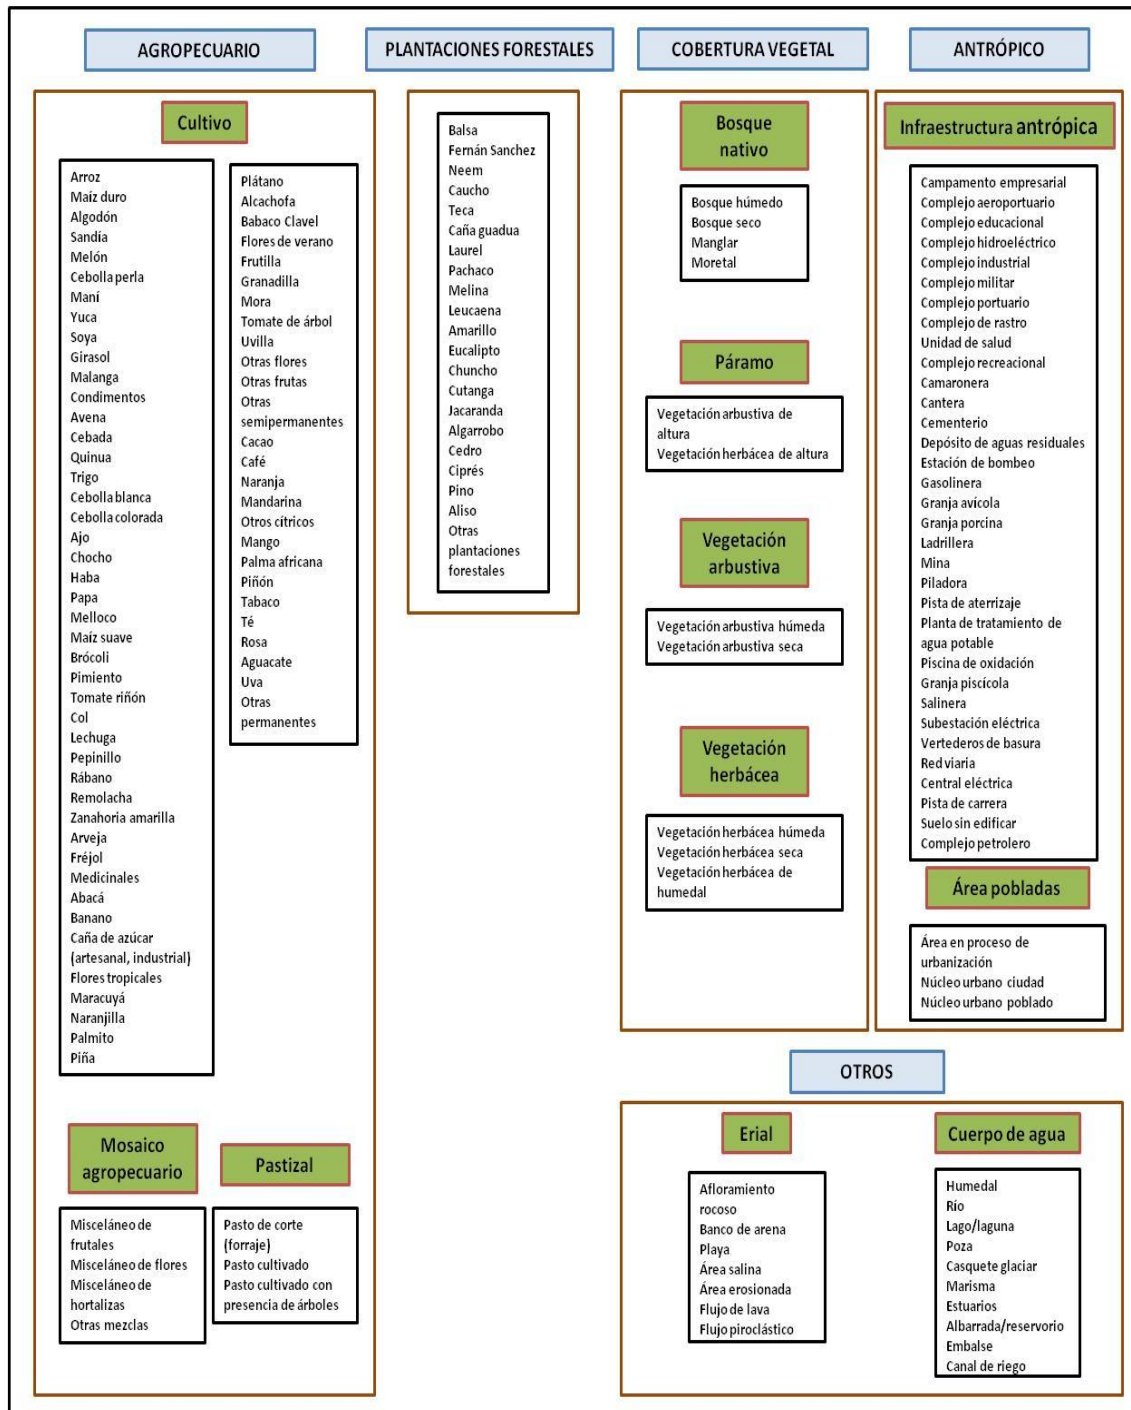 AGROPECUARIO
Cultivo
Arroz
Maíz duro
Algodón
Sandía
Melón
Cebolla perla
Maní
Yuca
Soya
Girasol
Malanga
Condimentos
Avena
Cebada
Quinua
Trigo
Cebolla blanca
Cebolla colorada
Ajo
Chocho
Haba
Papa
Melloco
Maíz suave
Brócoli
Pimiento
Tomate riñón
Col
Lechuga
Pepinillo
Rábano
Remolacha
Zanahoria amarilla
Arveja
Fréjol
Medicinales
Abacá
Banano
Caña de azúcar
(artesanal, industrial)
Flores tropicales
Maracuyá
Naranjilla
Palmito
Piña
Plátano
Alcachofa
Babaco Clavel
Flores de verano
Frutilla
Granadilla
Mora
Tomate de árbol
Uvilla
Otras flores
Otras frutas
Otras
semipermanentes
Cacao
Café
Naranja
Mandarina
Otros cítricos
Mango
Palma africana
Piñón
Tabaco
Té
Rosa
Aguacate
Uva
Otras
permanentes
Mosaico
agropecuario
Misceláneo de
frutales
Misceláneo de flores
Misceláneo de
hortalizas
Otras mezclas
Pastizal
Pasto de corte
(forraje)
Pasto cultivado
Pasto cultivado con
presencia de árboles
PLANTACIONES FORESTALES
Balsa
Fernán Sanchez
Neem
Caucho
Teca
Caña guadua
Laurel
Pachaco
Melina
Leucaena
Amarillo
Eucalipto
Chuncho
Cutanga
Jacaranda
Algarrobo
Cedro
Ciprés
Pino
Aliso
Otras
plantaciones
forestales
COBERTURA VEGETAL
Bosque
nativo
Bosque húmedo
Bosque seco
Manglar
Moretal
Páramo
Vegetación arbustiva de
altura
Vegetación herbácea de altura
Vegetación
arbustiva
Vegetación arbustiva húmeda
Vegetación arbustiva seca
Vegetación
herbácea
Vegetación herbácea húmeda
Vegetación herbácea seca
Vegetación herbácea de
humedal
ANTRÓPICO
Infraestructura antrópica
Campamento empresarial
Complejo aeroportuario
Complejo educacional
Complejo hidroeléctrico
Complejo industrial
Complejo militar
Complejo portuario
Complejo de rastro
Unidad de salud
Complejo recreacional
Camaronera
Cantera
Cementerio
Depósito de aguas residuales
Estación de bombeo
Gasolinera
Granja avícola
Granja porcina
Ladrillera
Mina
Piladora
Pista de aterrizaje
Planta de tratamiento de
agua potable
Piscina de oxidación
Granja piscícola
Salinera
Subestación eléctrica
Vertederos de basura
Red viaria
Central eléctrica
Pista de carrera
Suelo sin edificar
Complejo petrolero
Área pobladas
Área en proceso de
urbanización
Núcleo urbano ciudad
Núcleo urbano poblado
OTROS
Erial
Afloramiento
rocoso
Banco de arena
Playa
Área salina
Área erosionada
Flujo de lava
Flujo piroclástico
Cuerpo de agua
Humedal
Río
Lago/laguna
Poza
Casquete glaciar
Marisma
Estuarios
Albarrada/reservorio
Embalse
Canal de riego